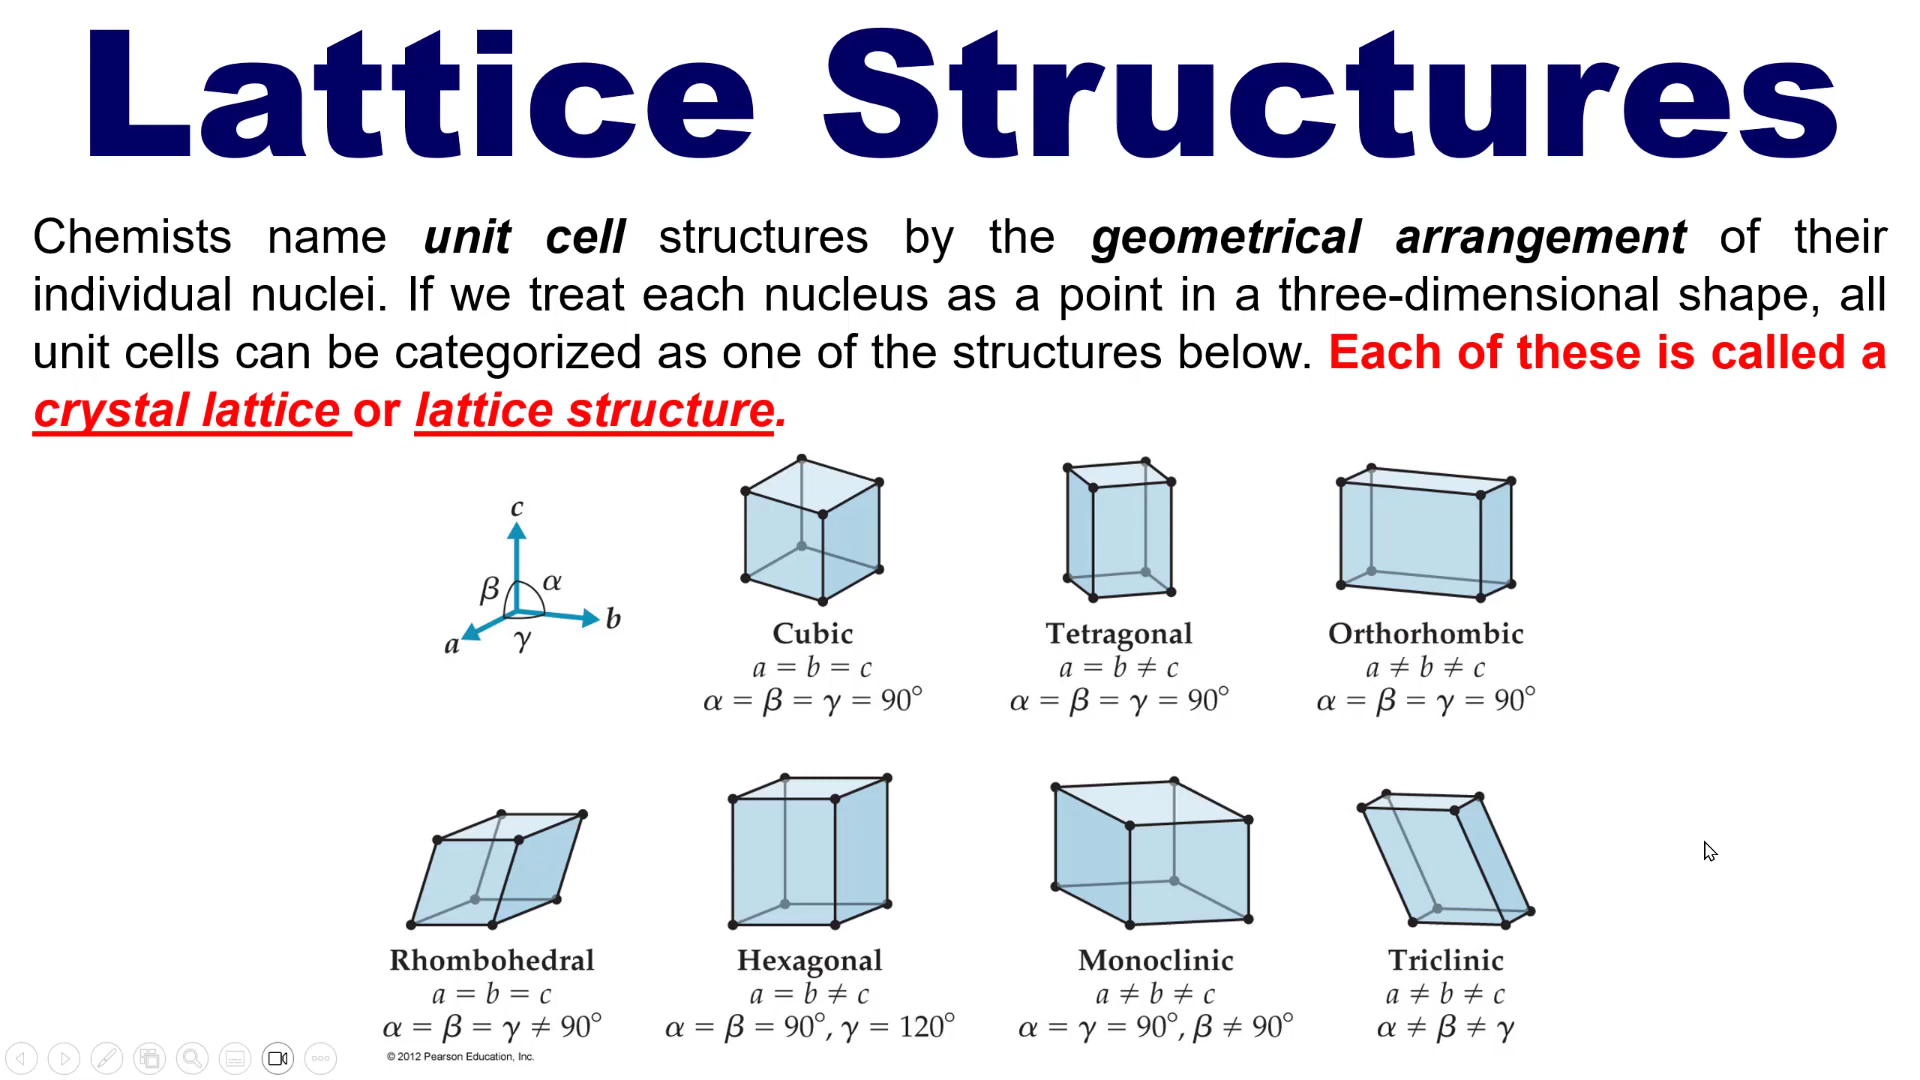 Lattice Structures
Chemists name unit cell structures by the geometrical arrangement of their
individual nuclei. If we treat each nucleus as a point in a three-dimensional shape, all
unit cells can be categorized as one of the structures below. Each of these is called a
crystal lattice or lattice structure.
c
β α
b
a γ
Cubic
a = b = c
α = β = γ = 90°
Tetragonal
a = b ≠ c
α = β = γ = 90°
Orthorhombic
a ≠ b ≠ c
α = β = γ = 90°
Rhombohedral
a = b = c
α = β = γ ≠ 90°
Hexagonal
a = b ≠ c
α = β = 90°, γ = 120°
Monoclinic
a ≠ b ≠ c
α = γ = 90°, β ≠ 90°
Triclinic
a ≠ b ≠ c
α ≠ β ≠ γ
© 2012 Pearson Education, Inc.